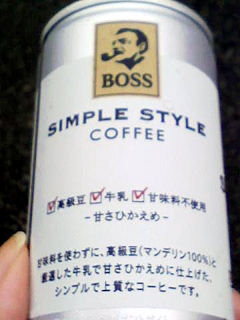 BOSS
SIMPLE STYLE
COFFEE
高級豆 牛乳 甘味料不使用
-甘さひかえめ-
甘味料を使わずに、高級豆(マンデリン100%)と
厳選した牛乳で甘さひかえめに仕上げた、
シンプルで上質なコーヒーです。